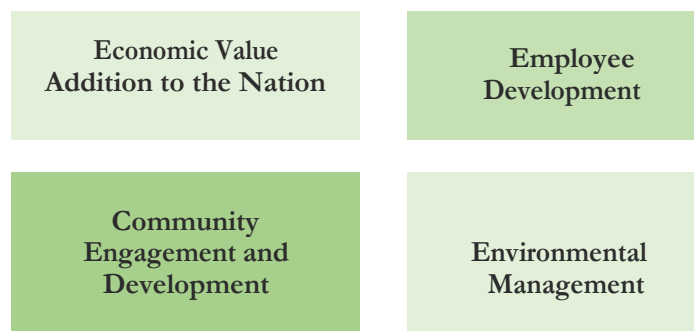 Economic Value
Addition to the Nation
Employee
Development
Community
Engagement and
Development
Environmental
Management